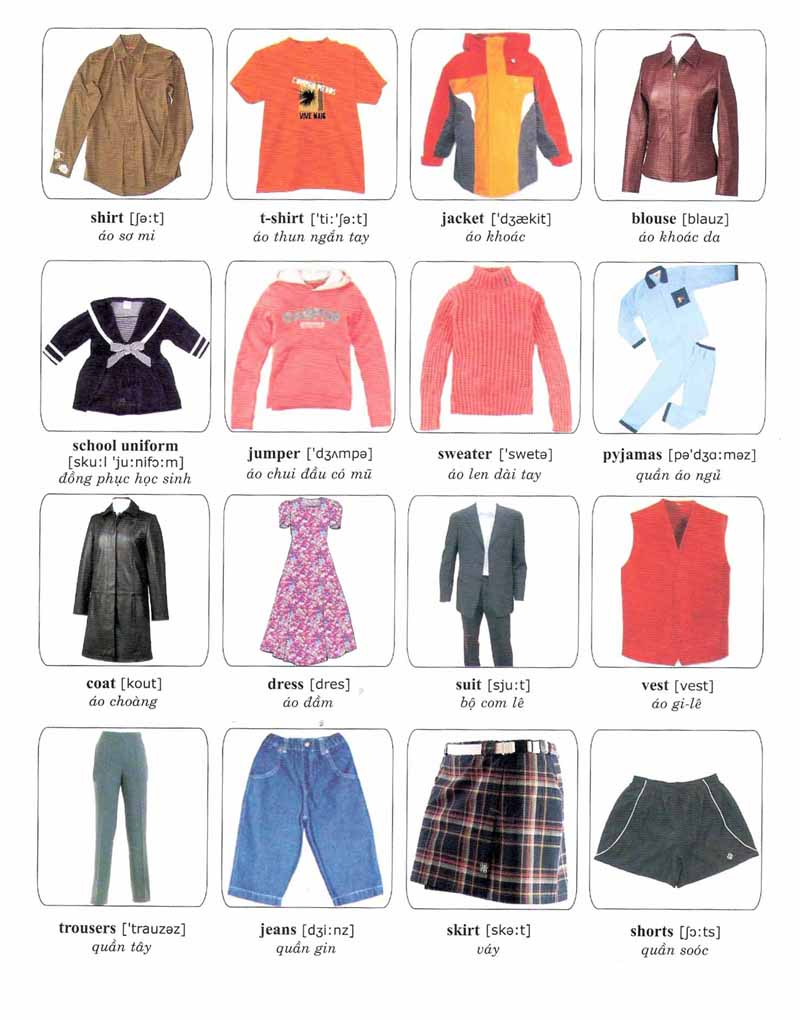 COMMON PEOPLE
VIVE MAIG
shirt [ʃə:t]
áo sơ mi
t-shirt ['ti:'ʃə:t]
áo thun ngắn tay
jacket ['dʒækit]
áo khoác
blouse [blauz]
áo khoác da
school uniform
[sku:l 'ju:nifɔ:m]
đồng phục học sinh
jumper ['dʒʌmpə]
áo chui đầu có mũ
sweater ['swetə]
áo len dài tay
pyjamas [pə'dʒɑ:məz]
quần áo ngủ
coat [kout]
áo choàng
dress [dres]
áo đầm
suit [sju:t]
bộ com lê
vest [vest]
áo gi-lê
trousers ['trauzəz]
quần tây
jeans [dʒi:nz]
quần gin
skirt [skə:t]
váy
shorts [ʃɔ:ts]
quần soóc